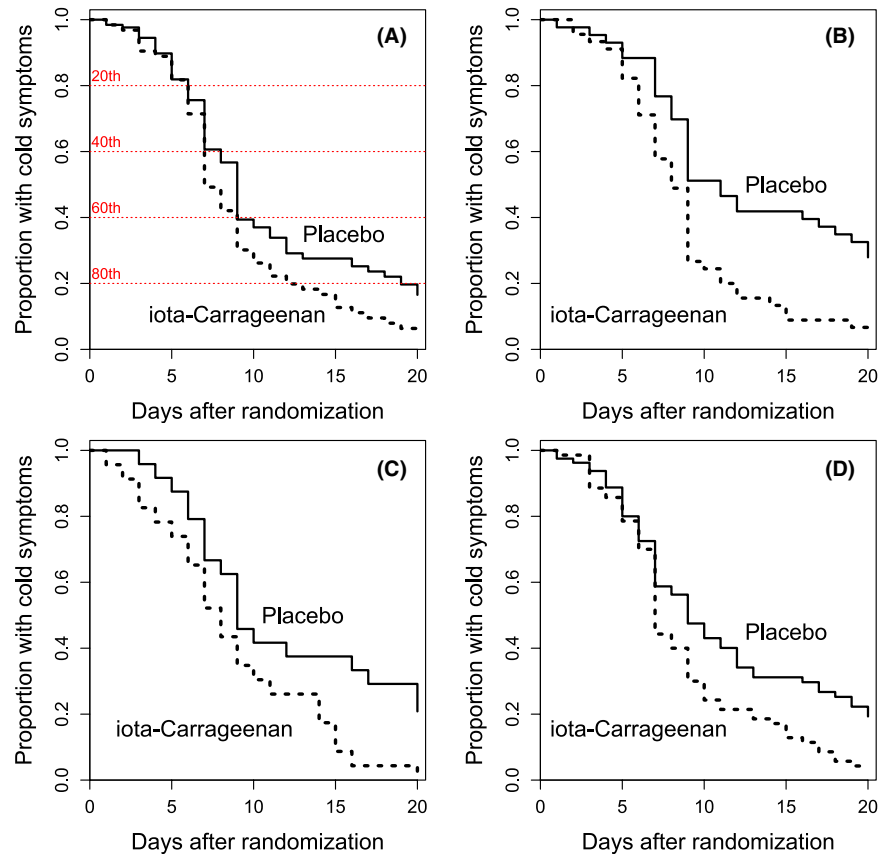 (A)
Proportion with cold symptoms
1.0
0.8
0.6
0.4
0.2
0.0
20th
40th
60th
80th
Placebo
iota-Carrageenan
0 5 10 15 20
Days after randomization
(B)
Proportion with cold symptoms
1.0
0.8
0.6
0.4
0.2
0.0
Placebo
iota-Carrageenan
0 5 10 15 20
Days after randomization
(C)
Proportion with cold symptoms
1.0
0.8
0.6
0.4
0.2
0.0
Placebo
iota-Carrageenan
0 5 10 15 20
Days after randomization
(D)
Proportion with cold symptoms
1.0
0.8
0.6
0.4
0.2
0.0
Placebo
iota-Carrageenan
0 5 10 15 20
Days after randomization